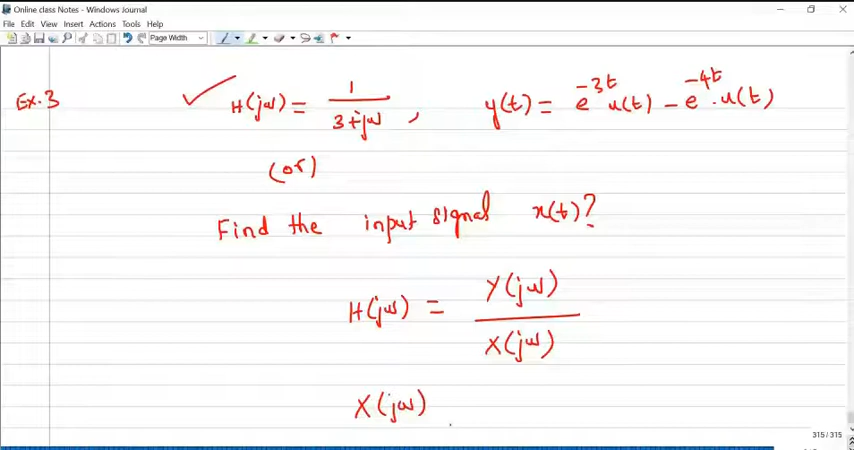 Online class Notes - Windows Journal
File Edit View Insert Actions Tools Help
Page Width
Ex.3 H(jω) = 1/(3+jω) , y(t) = e^{-3t} u(t) - e^{-4t} . u(t)
(or)
Find the input signal x(t)?
H(jω) = Y(jω)/X(jω)
X(jω)
315 / 315